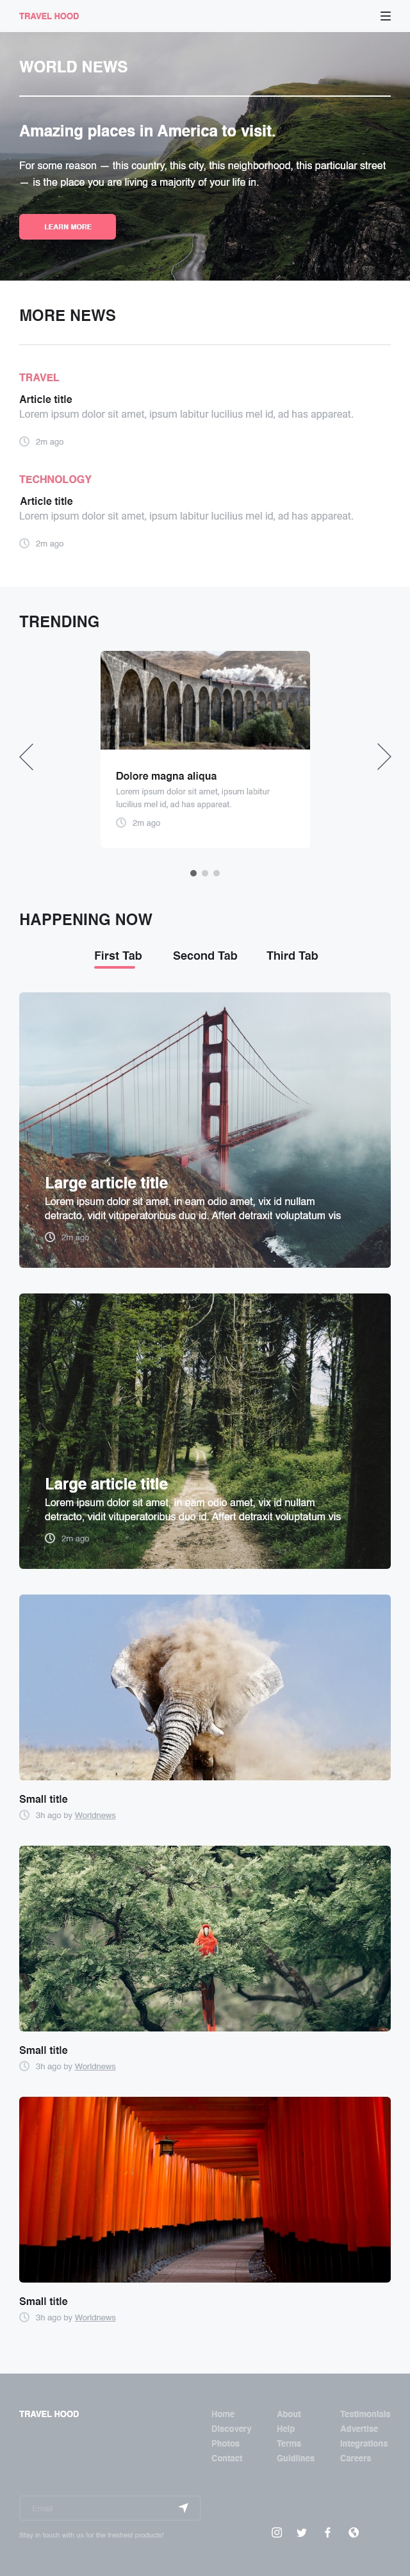 TRAVEL HOOD
WORLD NEWS
Amazing places in America to visit.
For some reason — this country, this city, this neighborhood, this particular street
— is the place you are living a majority of your life in.
LEARN MORE
MORE NEWS
TRAVEL
Article title
Lorem ipsum dolor sit amet, ipsum labitur lucilius mel id, ad has appareat.
2m ago
TECHNOLOGY
Article title
Lorem ipsum dolor sit amet, ipsum labitur lucilius mel id, ad has appareat.
2m ago
TRENDING
Dolore magna aliqua
Lorem ipsum dolor sit amet, ipsum labitur
lucilius mel id, ad has appareat.
2m ago
HAPPENING NOW
First Tab Second Tab Third Tab
Large article title
Lorem ipsum dolor sit amet, in eam odio amet, vix id nullam
detracto, vidit vituperatoribus duo id. Affert detraxit voluptatum vis
2m ago
Large article title
Lorem ipsum dolor sit amet, in eam odio amet, vix id nullam
detracto, vidit vituperatoribus duo id. Affert detraxit voluptatum vis
2m ago
Small title
3h ago by Worldnews
Small title
3h ago by Worldnews
Small title
3h ago by Worldnews
TRAVEL HOOD
Home About Testimonials
Discovery Help Advertise
Photos Terms Integrations
Contact Guidlines Careers
Email
Stay in touch with us for the freshest products!